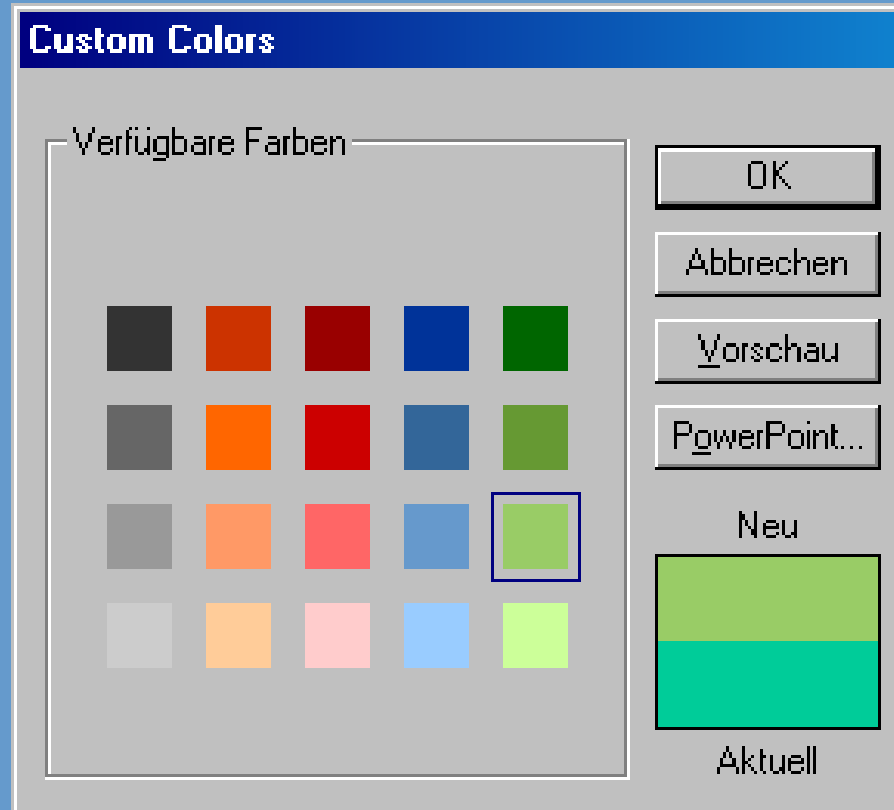 Custom Colors
Verfügbare Farben
OK
Abbrechen
Vorschau
PowerPoint...
Neu
Aktuell